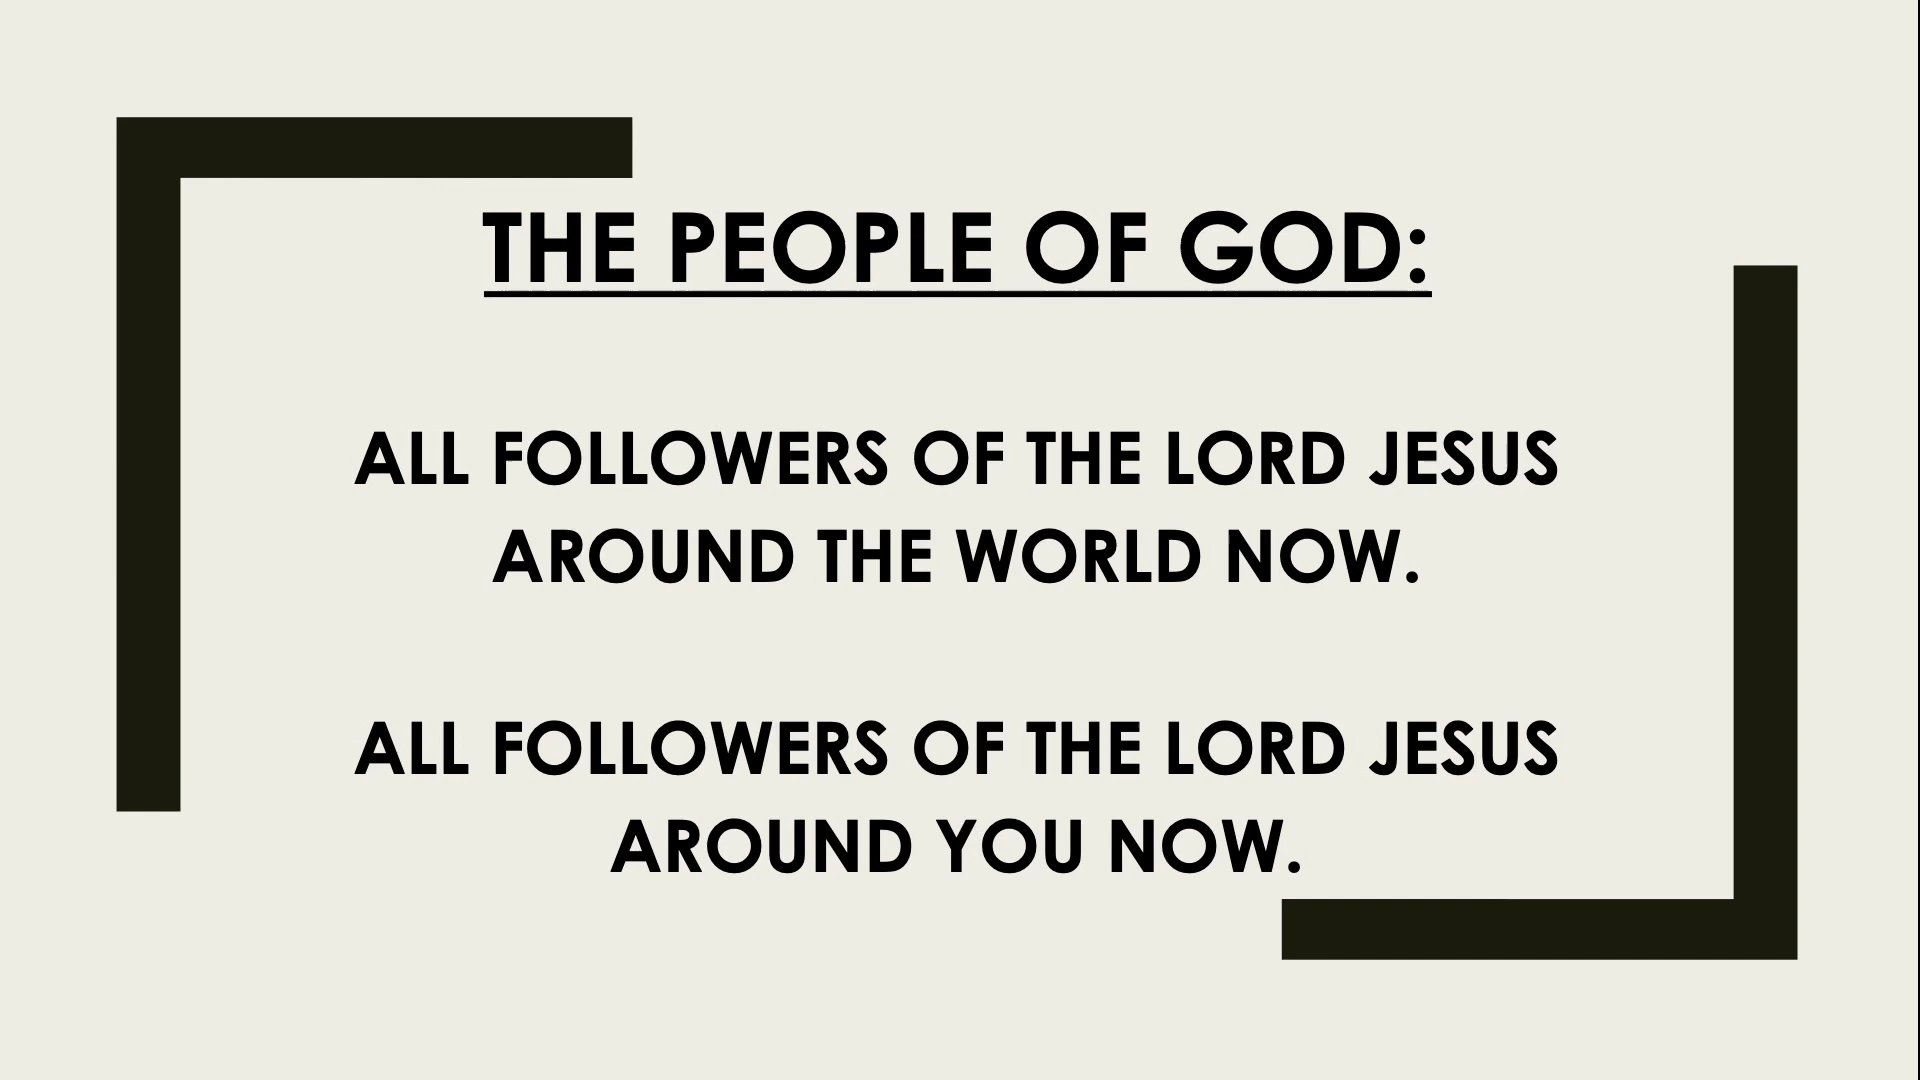 THE PEOPLE OF GOD:
ALL FOLLOWERS OF THE LORD JESUS
AROUND THE WORLD NOW.
ALL FOLLOWERS OF THE LORD JESUS
AROUND YOU NOW.